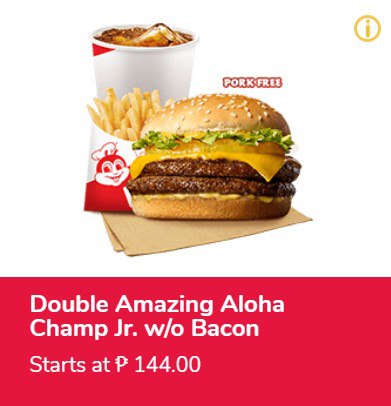 PORK FREE
Double Amazing Aloha
Champ Jr. w/o Bacon
Starts at ₱ 144.00